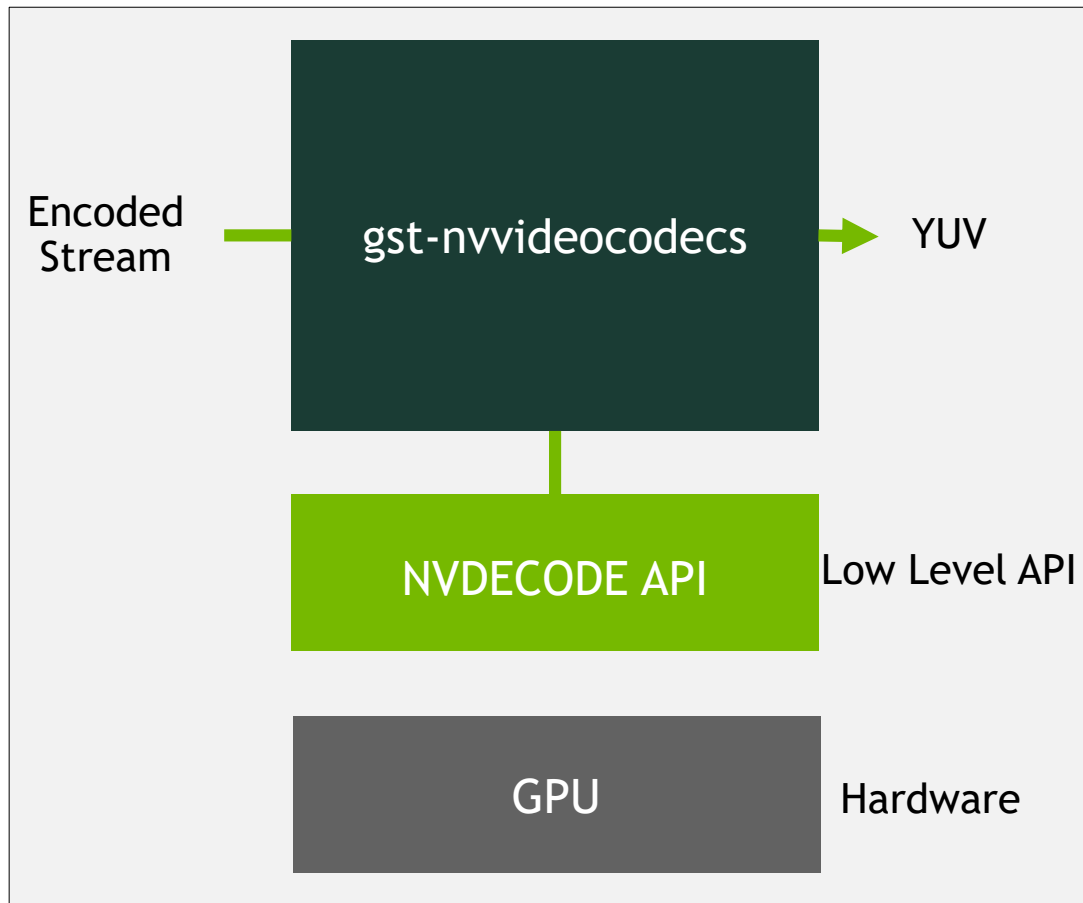 Encoded
Stream
gst-nvvideocodecs
YUV
NVDECODE API
Low Level API
GPU
Hardware